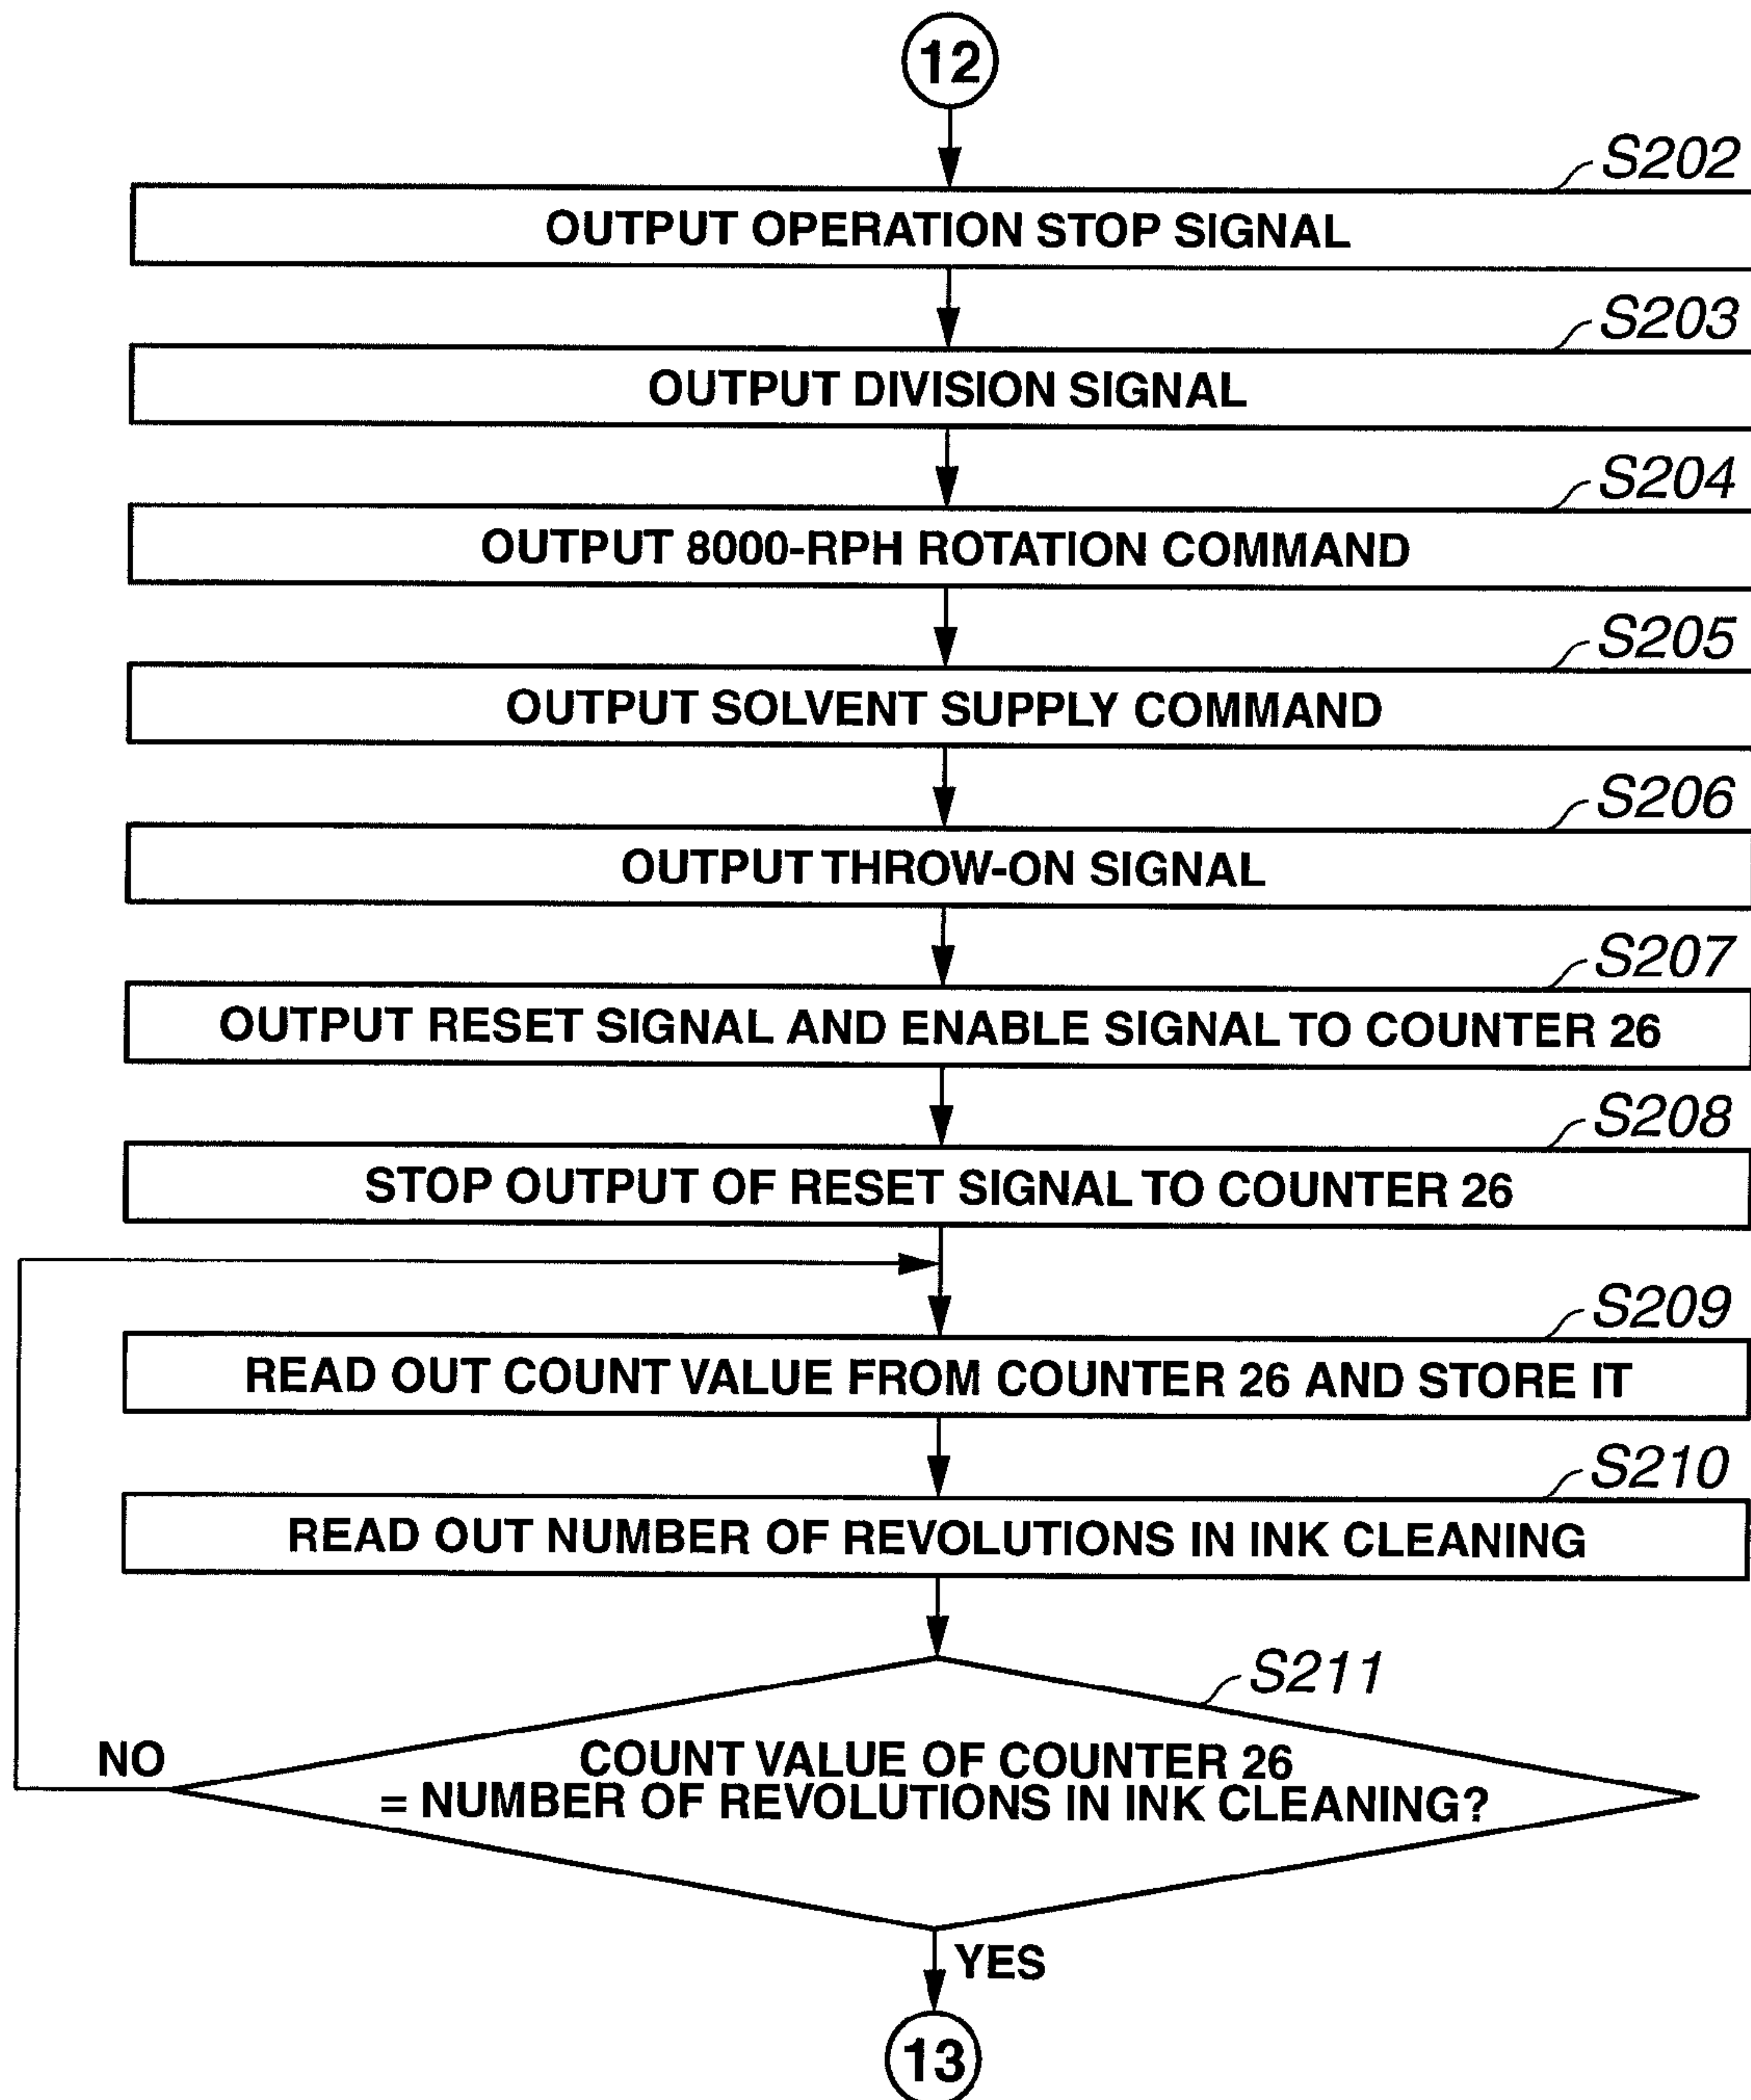 12
S202
OUTPUT OPERATION STOP SIGNAL
S203
OUTPUT DIVISION SIGNAL
S204
OUTPUT 8000-RPH ROTATION COMMAND
S205
OUTPUT SOLVENT SUPPLY COMMAND
S206
OUTPUT THROW-ON SIGNAL
S207
OUTPUT RESET SIGNAL AND ENABLE SIGNAL TO COUNTER 26
S208
STOP OUTPUT OF RESET SIGNAL TO COUNTER 26
S209
READ OUT COUNT VALUE FROM COUNTER 26 AND STORE IT
S210
READ OUT NUMBER OF REVOLUTIONS IN INK CLEANING
S211
NO
COUNT VALUE OF COUNTER 26
= NUMBER OF REVOLUTIONS IN INK CLEANING?
YES
13